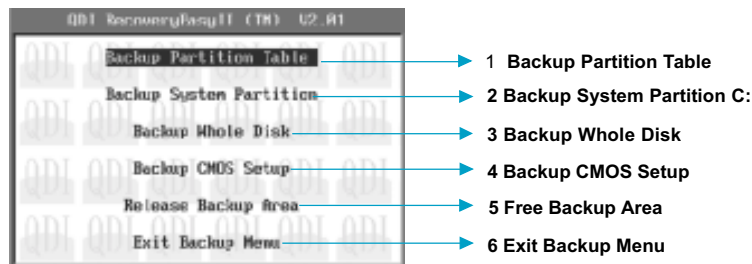 QDI RecoveryEasyII (TM) V2.01
Backup Partition Table
1 Backup Partition Table
Backup System Partition
2 Backup System Partition C:
Backup Whole Disk
3 Backup Whole Disk
Backup CMOS Setup
4 Backup CMOS Setup
Release Backup Area
5 Free Backup Area
Exit Backup Menu
6 Exit Backup Menu